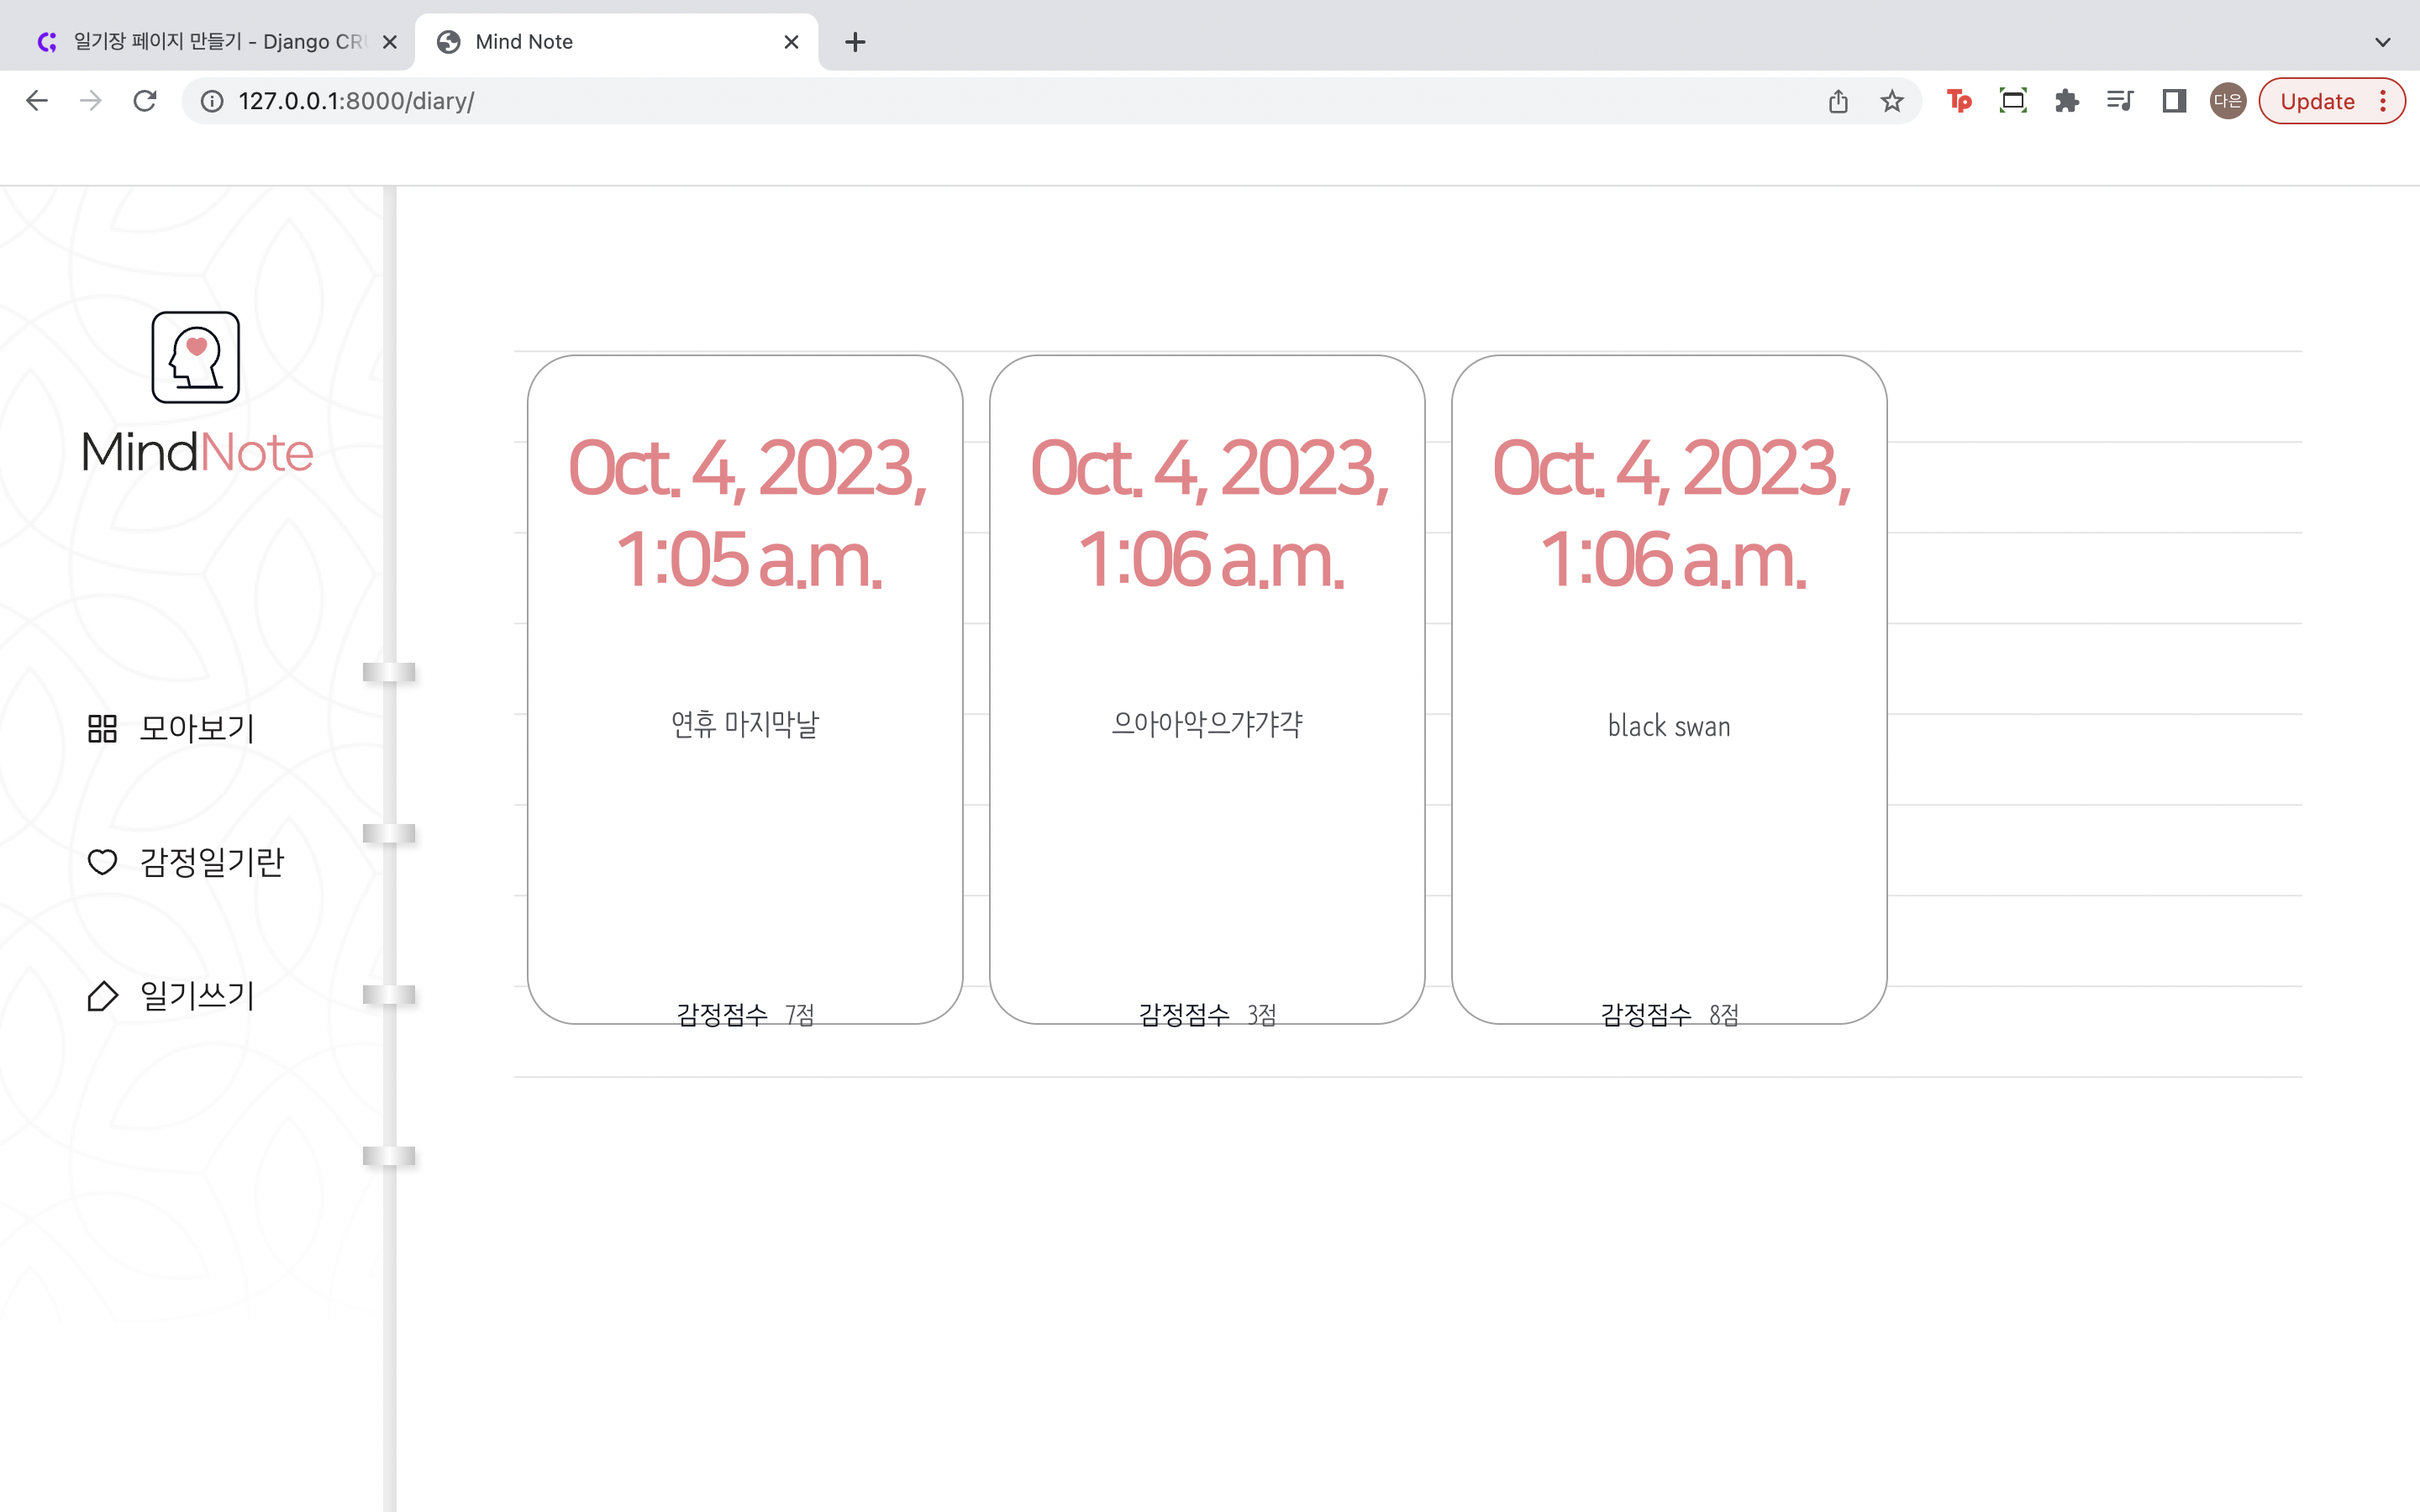 일기장 페이지 만들기 - Django CR
Mind Note
127.0.0.1:8000/diary/
Tp
다은
Update
MindNote
모아보기
감정일기란
일기쓰기
Oct. 4, 2023,
1:05 a.m.
연휴 마지막날
감정점수 7점
Oct. 4, 2023,
1:06 a.m.
으아아악으갸갸갹
감정점수 3점
Oct. 4, 2023,
1:06 a.m.
black swan
감정점수 8점